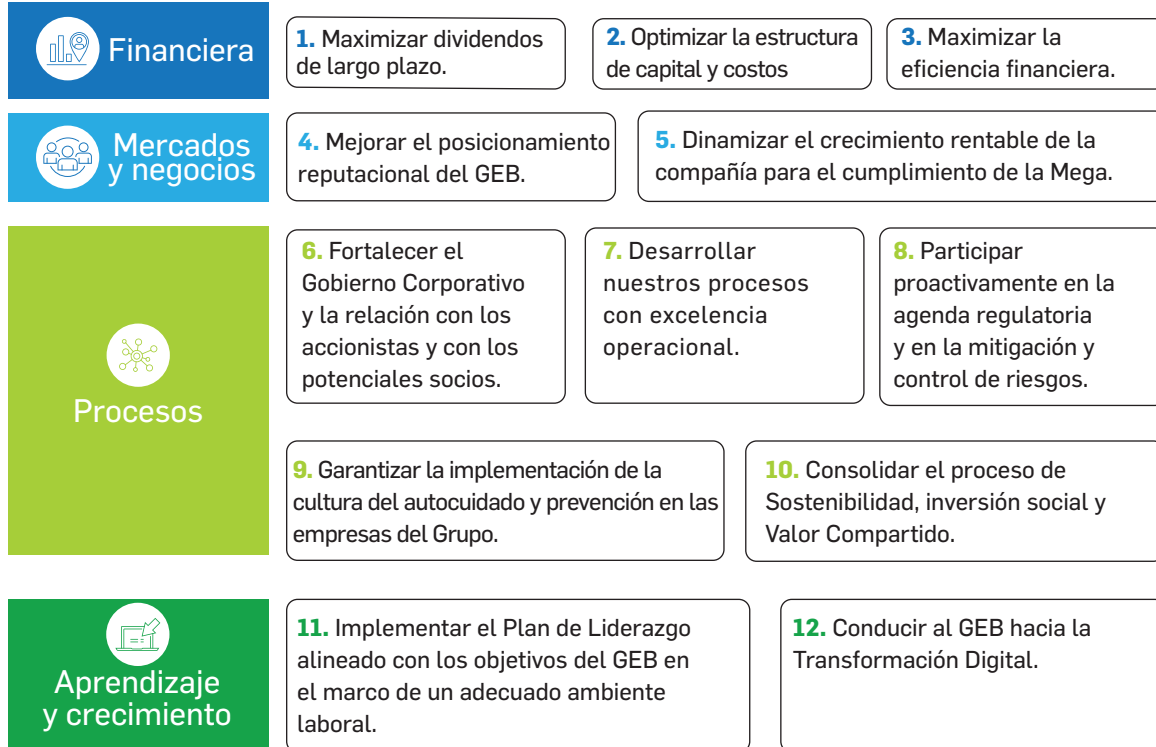 Financiera
1. Maximizar dividendos
de largo plazo.
2. Optimizar la estructura
de capital y costos
3. Maximizar la
eficiencia financiera.
Mercados
y negocios
4. Mejorar el posicionamiento
reputacional del GEB.
5. Dinamizar el crecimiento rentable de la
compañía para el cumplimiento de la Mega.
Procesos
6. Fortalecer el
Gobierno Corporativo
y la relación con los
accionistas y con los
potenciales socios.
7. Desarrollar
nuestros procesos
con excelencia
operacional.
8. Participar
proactivamente en la
agenda regulatoria
y en la mitigación y
control de riesgos.
9. Garantizar la implementación de la
cultura del autocuidado y prevención en las
empresas del Grupo.
10. Consolidar el proceso de
Sostenibilidad, inversión social y
Valor Compartido.
Aprendizaje
y crecimiento
11. Implementar el Plan de Liderazgo
alineado con los objetivos del GEB en
el marco de un adecuado ambiente
laboral.
12. Conducir al GEB hacia la
Transformación Digital.